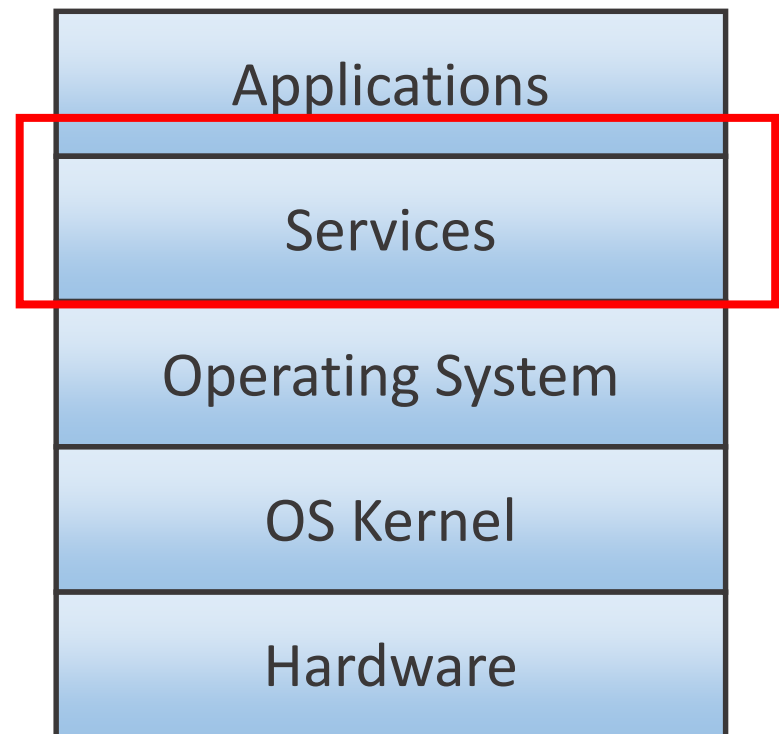 Applications
Services
Operating System
OS Kernel
Hardware